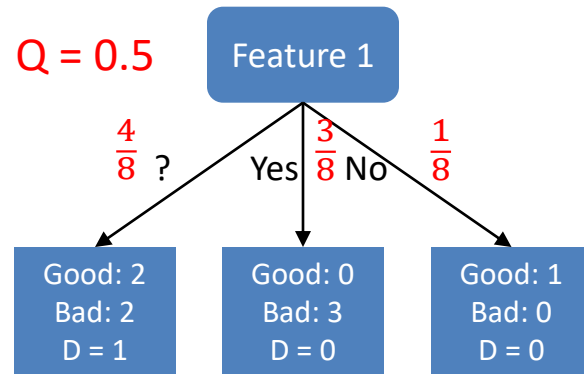 Q = 0.5
Feature 1
4/8
?
Yes
3/8
No
1/8
Good: 2
Bad: 2
D = 1
Good: 0
Bad: 3
D = 0
Good: 1
Bad: 0
D = 0